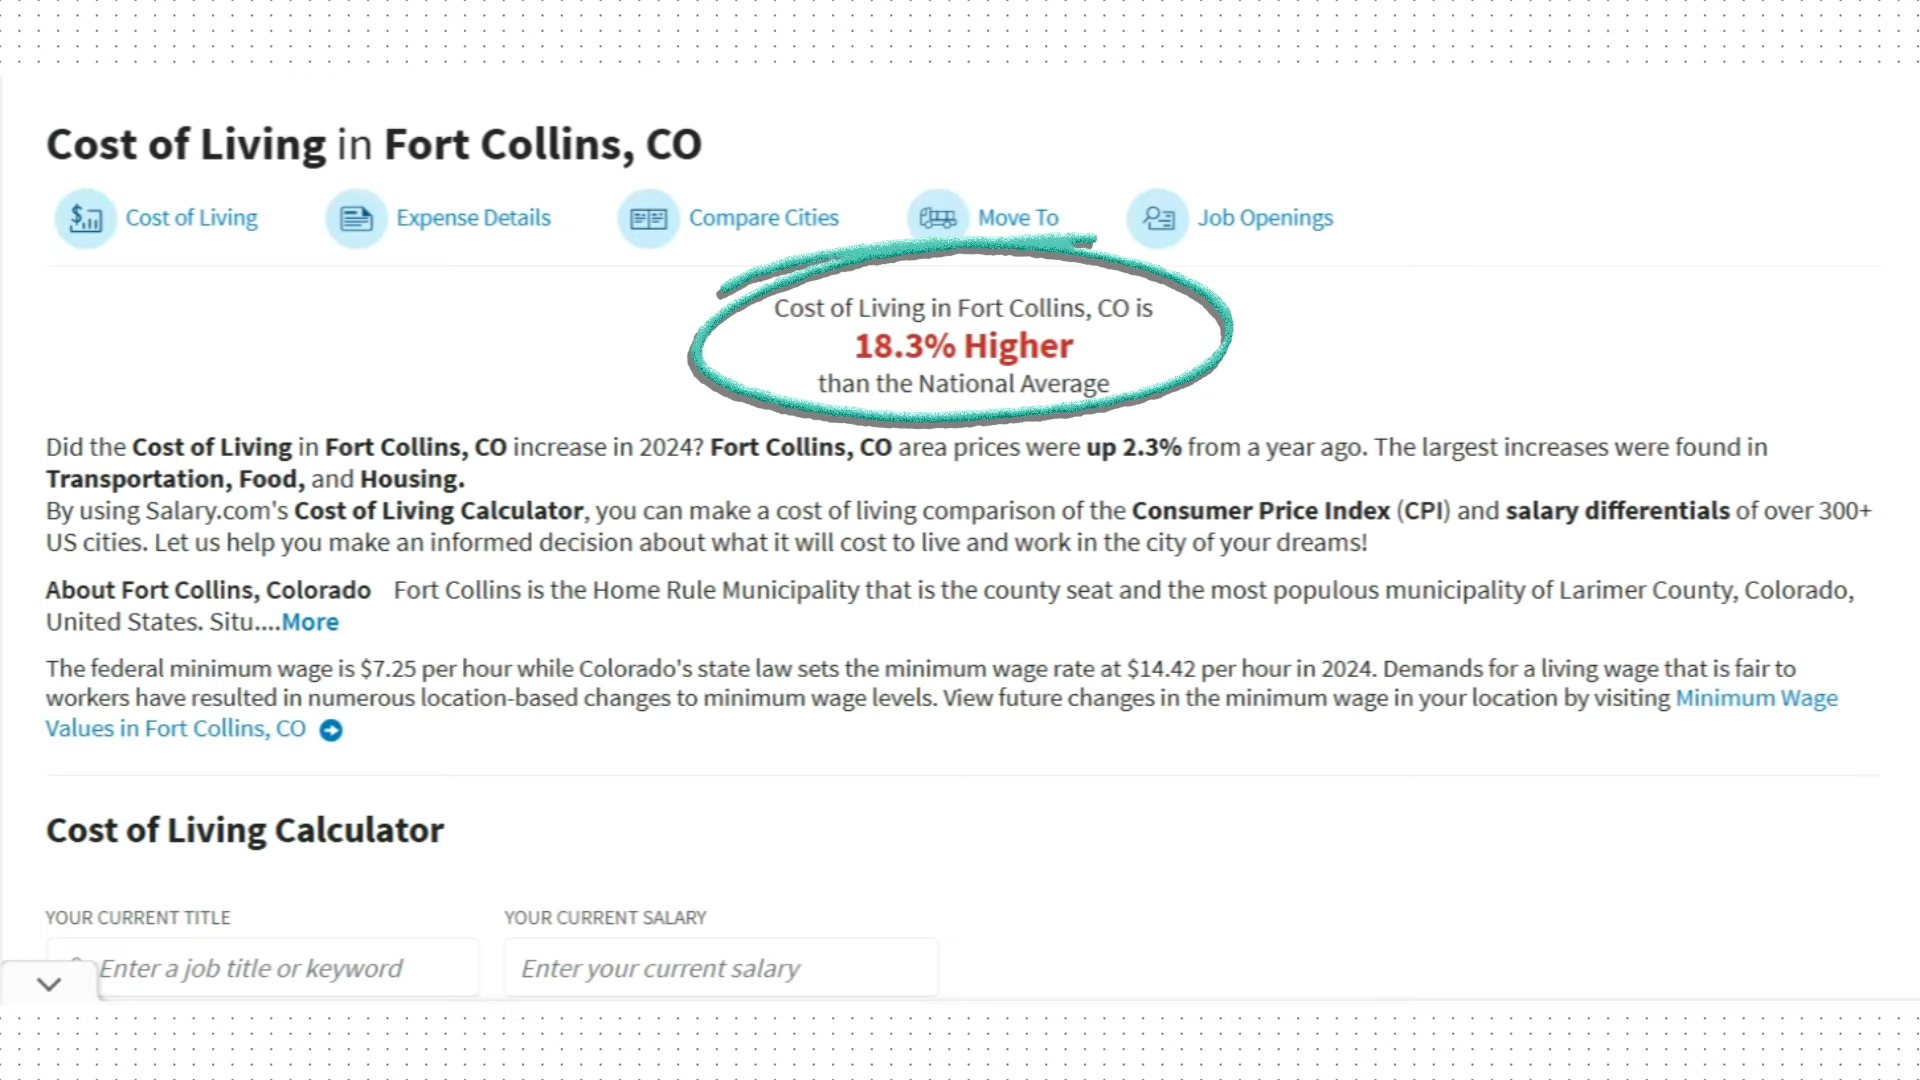 Cost of Living in Fort Collins, CO
Cost of Living
Expense Details
Compare Cities
Move To
Job Openings
Cost of Living in Fort Collins, CO is
18.3% Higher
than the National Average
Did the Cost of Living in Fort Collins, CO increase in 2024? Fort Collins, CO area prices were up 2.3% from a year ago. The largest increases were found in
Transportation, Food, and Housing.
By using Salary.com's Cost of Living Calculator, you can make a cost of living comparison of the Consumer Price Index (CPI) and salary differentials of over 300+
US cities. Let us help you make an informed decision about what it will cost to live and work in the city of your dreams!
About Fort Collins, Colorado Fort Collins is the Home Rule Municipality that is the county seat and the most populous municipality of Larimer County, Colorado,
United States. Situ....More
The federal minimum wage is $7.25 per hour while Colorado's state law sets the minimum wage rate at $14.42 per hour in 2024. Demands for a living wage that is fair to
workers have resulted in numerous location-based changes to minimum wage levels. View future changes in the minimum wage in your location by visiting Minimum Wage
Values in Fort Collins, CO
Cost of Living Calculator
YOUR CURRENT TITLE
YOUR CURRENT SALARY
Enter a job title or keyword
Enter your current salary